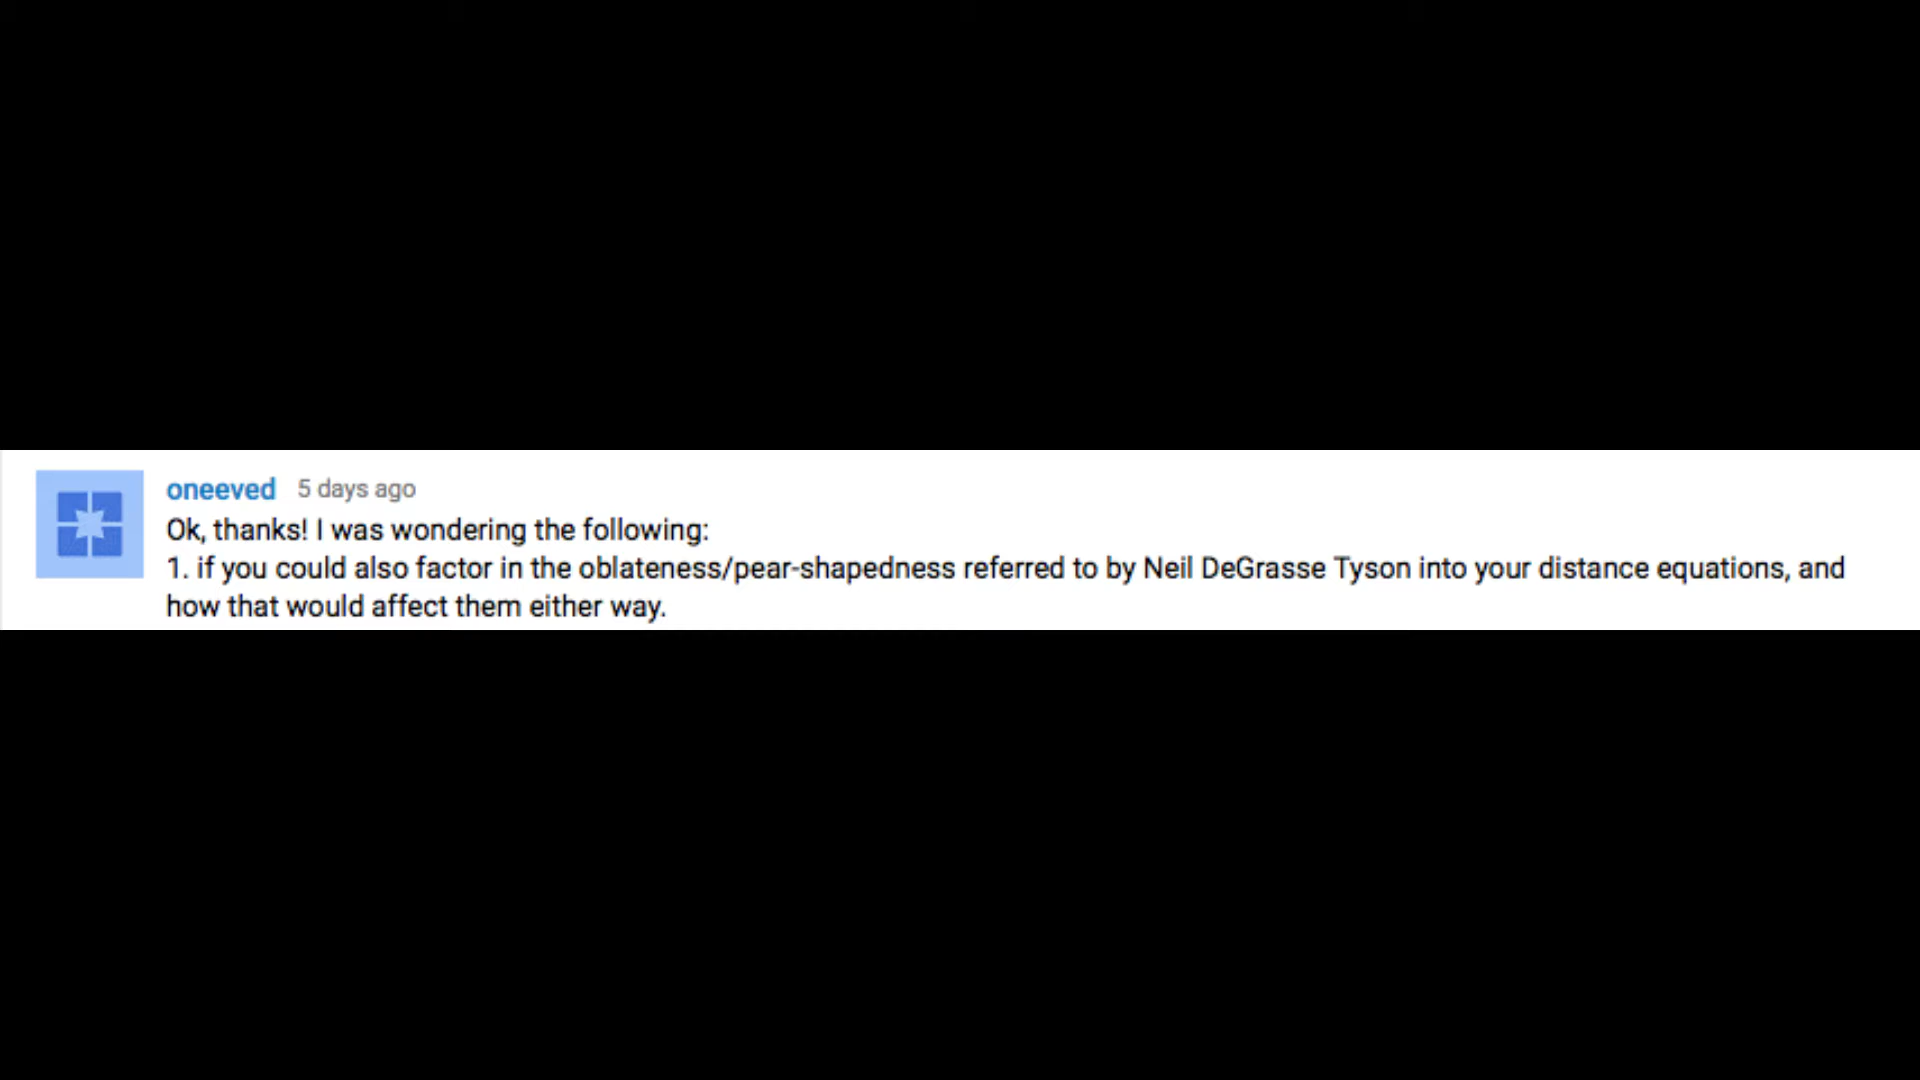 oneeved 5 days ago
Ok, thanks! I was wondering the following:
1. if you could also factor in the oblateness/pear-shapedness referred to by Neil DeGrasse Tyson into your distance equations, and
how that would affect them either way.